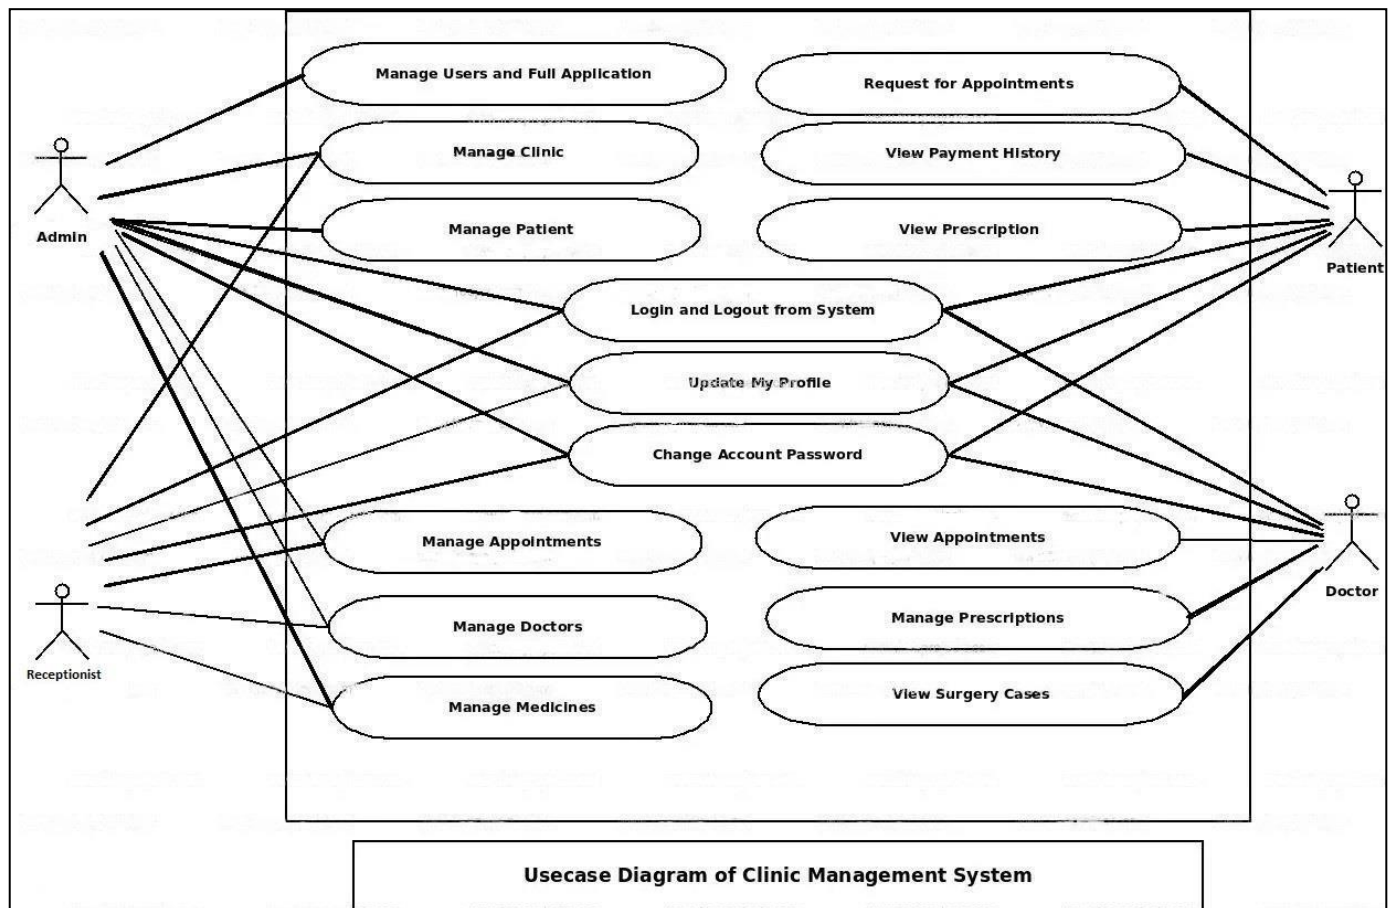 Manage Users and Full Application
Request for Appointments
Manage Clinic
View Payment History
Admin
Manage Patient
View Prescription
Patient
Login and Logout from System
Update My Profile
Change Account Password
Manage Appointments
View Appointments
Doctor
Manage Doctors
Manage Prescriptions
Receptionist
Manage Medicines
View Surgery Cases
Usecase Diagram of Clinic Management System